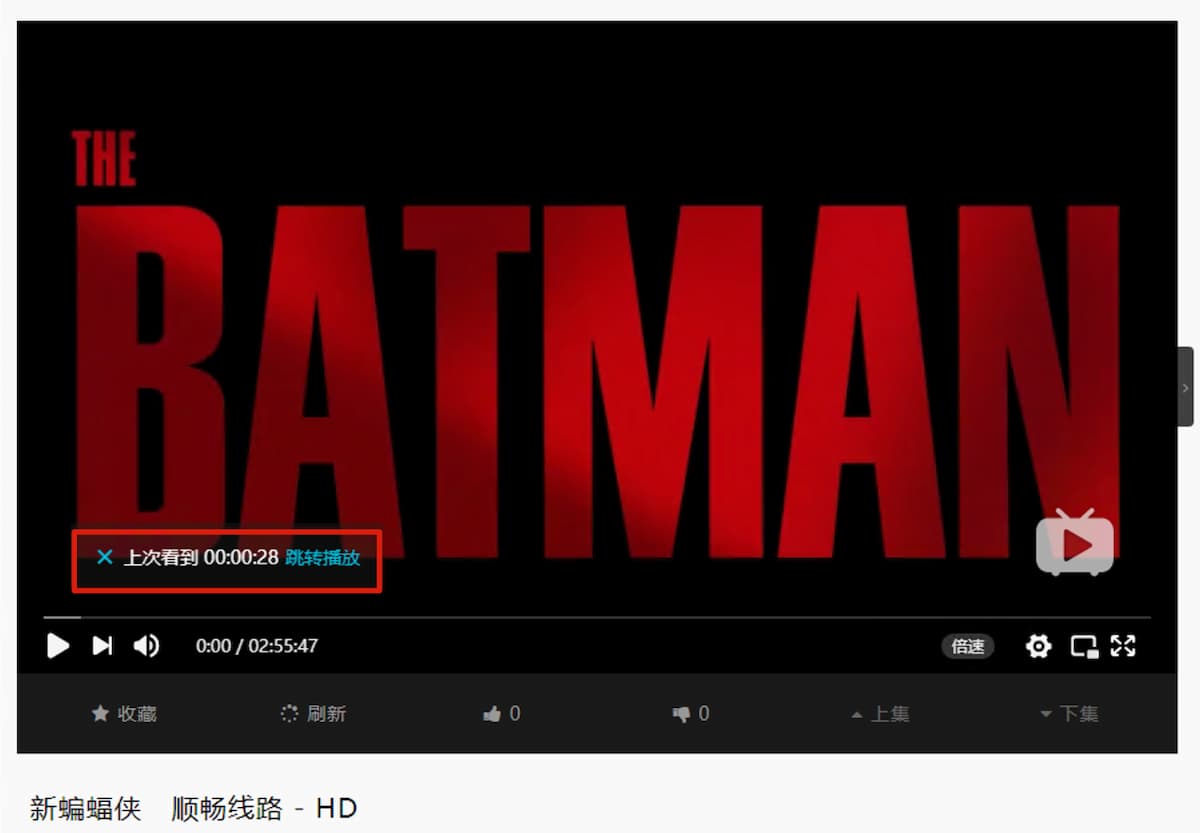 THE
BATMAN
上次看到 00:00:28 跳转播放
0:00 / 02:55:47
倍速
收藏
刷新
0
0
上集
下集
新蝙蝠侠 顺畅线路 - HD